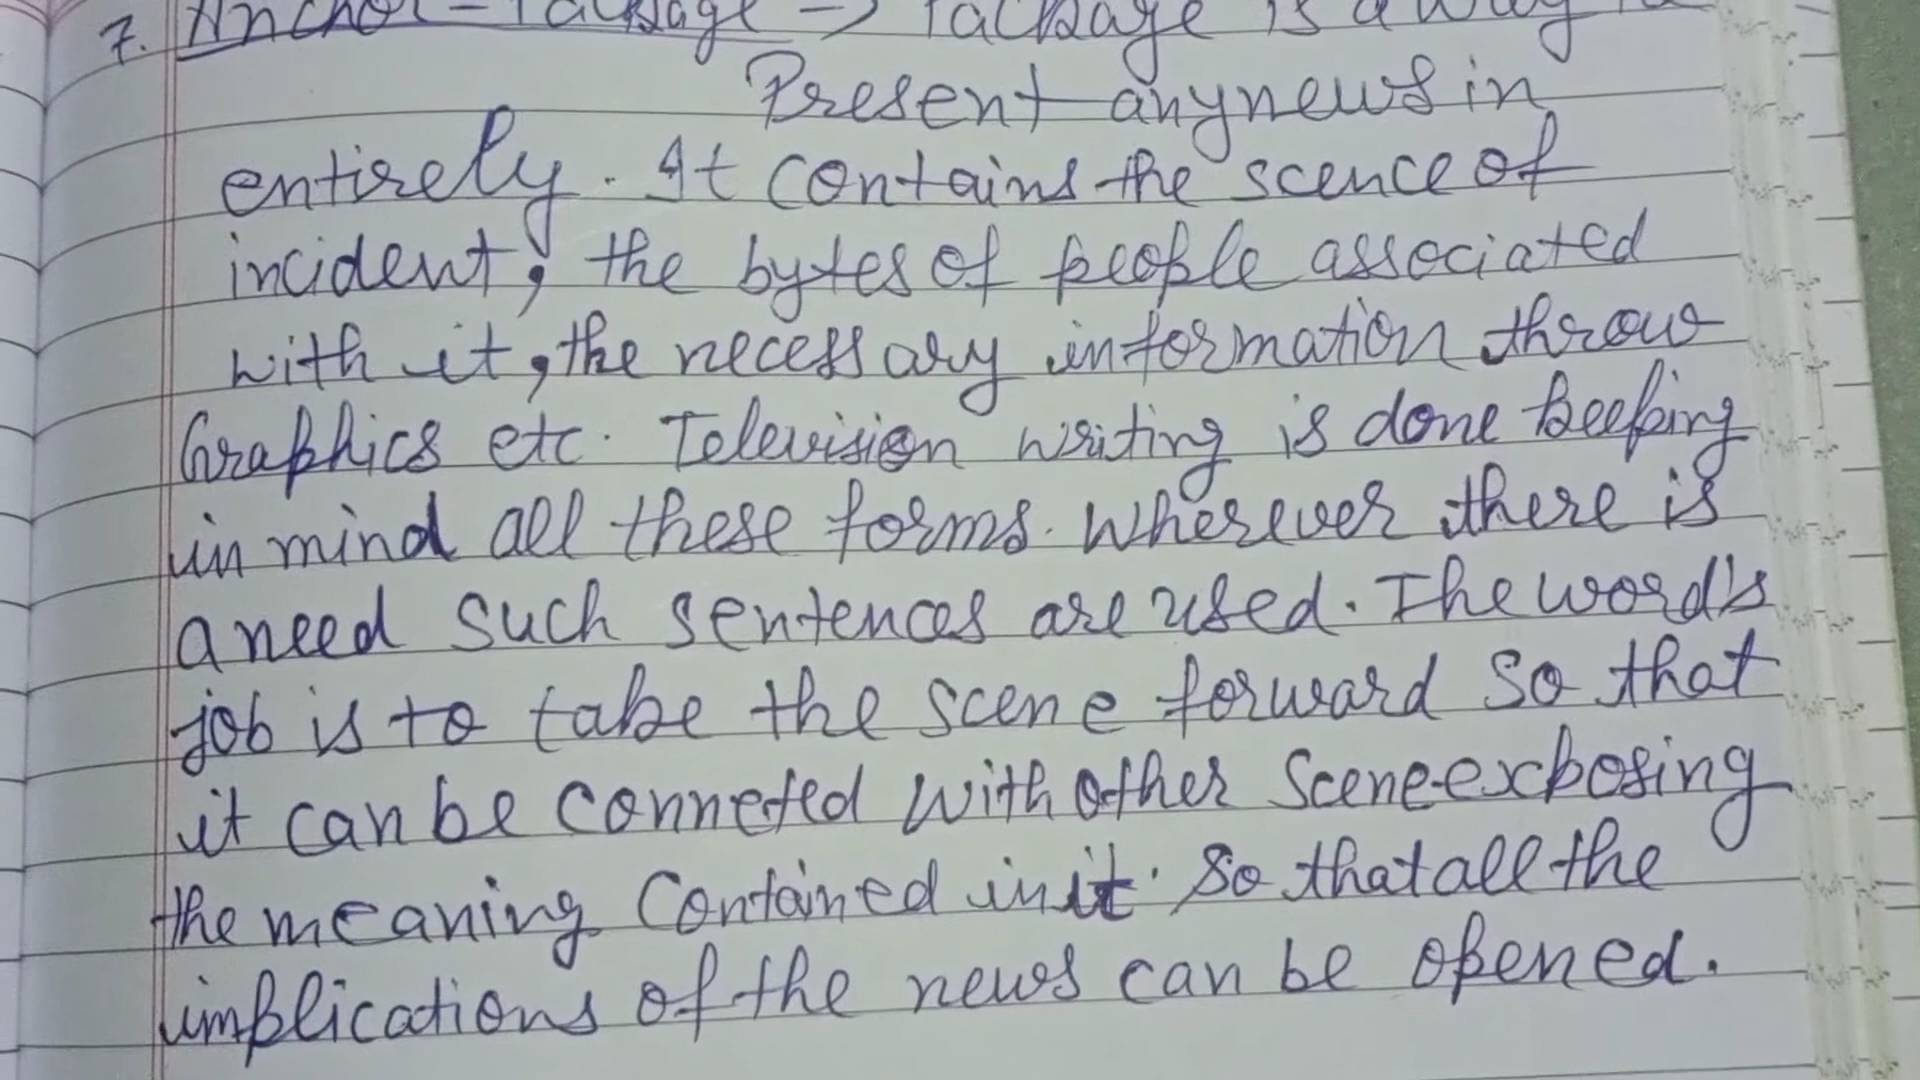 7. Anchor-Package → Package is a way to
Present any news in
entirely. It contains the scence of
incident, the bytes of people associated
with it, the necessary information throw
Graphics etc. Television writing is done keeping
in mind all these forms. Wherever there is
a need such sentences are used. The word's
job is to take the scene forward so that
it can be conneted with other scene exposing
the meaning contained in it. So that all the
implications of the news can be opened.